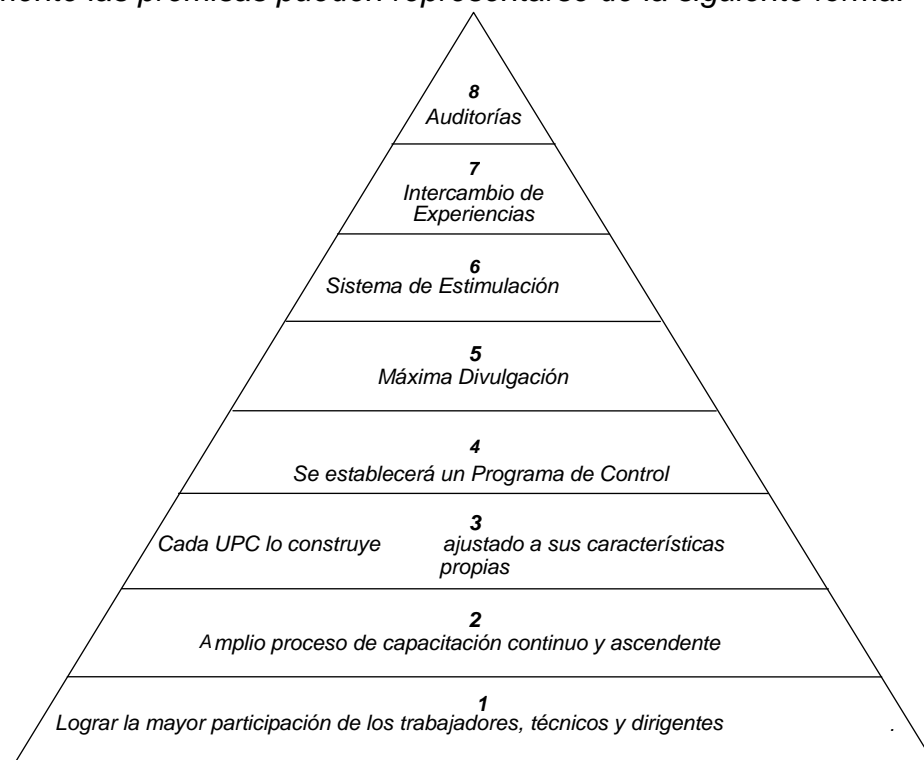 mente las premisas pueden representarse de la siguiente forma:
8
Auditorías
7
Intercambio de
Experiencias
6
Sistema de Estimulación
5
Máxima Divulgación
4
Se establecerá un Programa de Control
3
Cada UPC lo construye ajustado a sus características
propias
2
Amplio proceso de capacitación continuo y ascendente
1
Lograr la mayor participación de los trabajadores, técnicos y dirigentes .